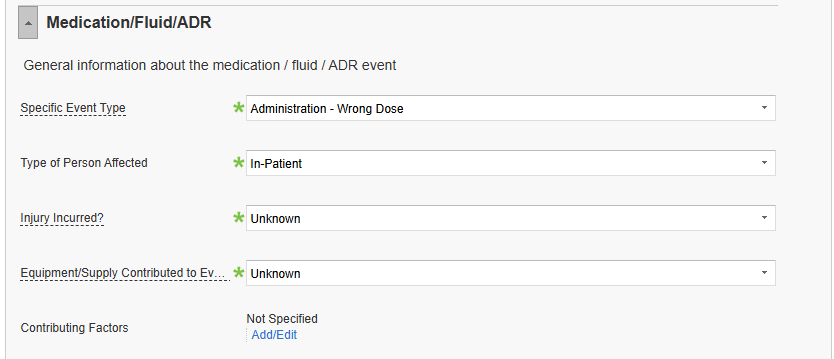 Medication/Fluid/ADR
General information about the medication / fluid / ADR event
Specific Event Type * Administration - Wrong Dose
Type of Person Affected * In-Patient
Injury Incurred? * Unknown
Equipment/Supply Contributed to Ev... * Unknown
Contributing Factors Not Specified
Add/Edit